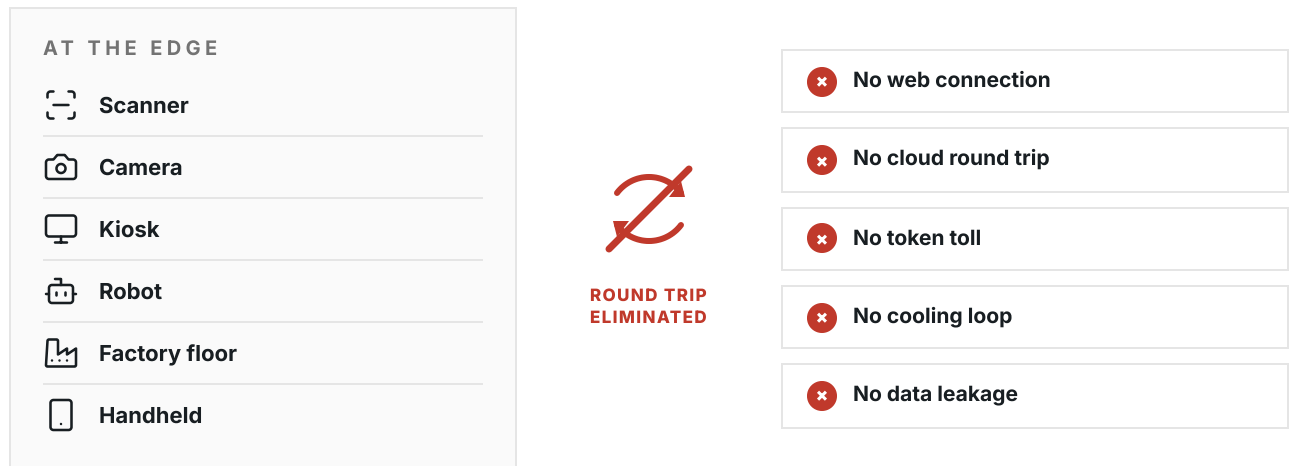 AT THE EDGE
Scanner
Camera
Kiosk
Robot
Factory floor
Handheld
ROUND TRIP
ELIMINATED
No web connection
No cloud round trip
No token toll
No cooling loop
No data leakage